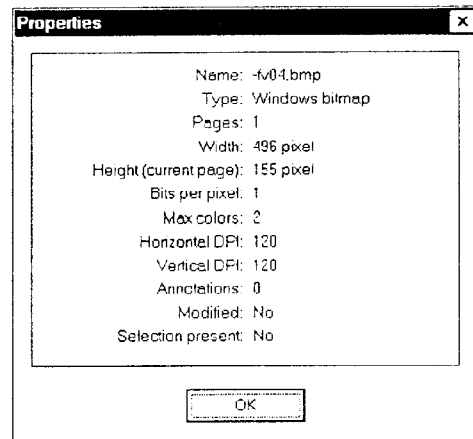 Properties
Name: -fv04.bmp
Type: Windows bitmap
Pages: 1
Width: 496 pixel
Height (current page): 155 pixel
Bits per pixel: 1
Max colors: 2
Horizontal DPI: 120
Vertical DPI: 120
Annotations: 0
Modified: No
Selection present: No
OK